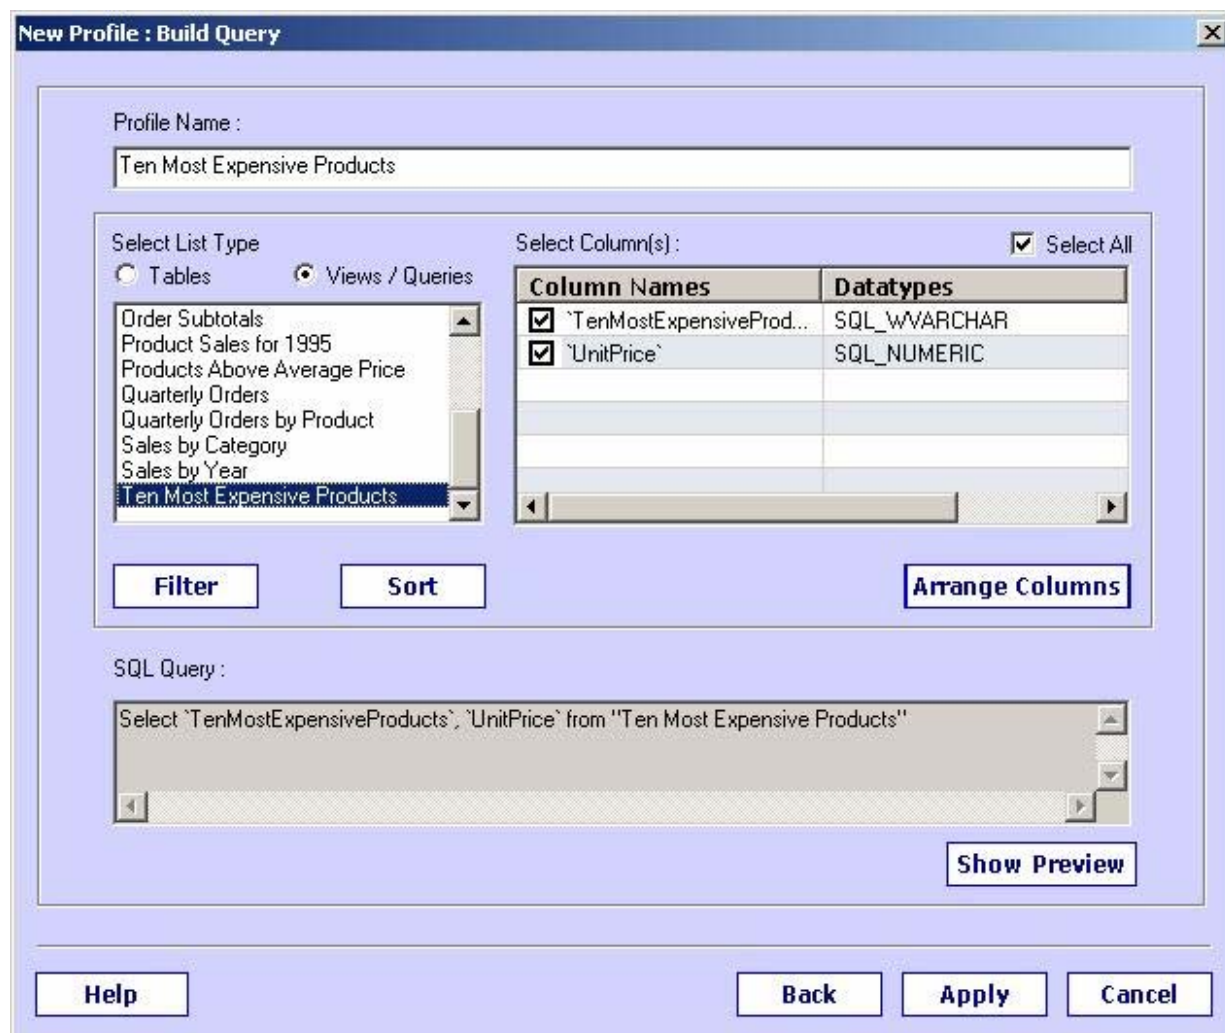 New Profile : Build Query
Profile Name :
Ten Most Expensive Products
Select List Type
Tables
Views / Queries
Order Subtotals
Product Sales for 1995
Products Above Average Price
Quarterly Orders
Quarterly Orders by Product
Sales by Category
Sales by Year
Ten Most Expensive Products
Select Column(s) :
Select All
Column Names Datatypes
`TenMostExpensiveProd... SQL_WVARCHAR
`UnitPrice` SQL_NUMERIC
Filter
Sort
Arrange Columns
SQL Query :
Select `TenMostExpensiveProducts`, `UnitPrice` from "Ten Most Expensive Products"
Show Preview
Help
Back
Apply
Cancel